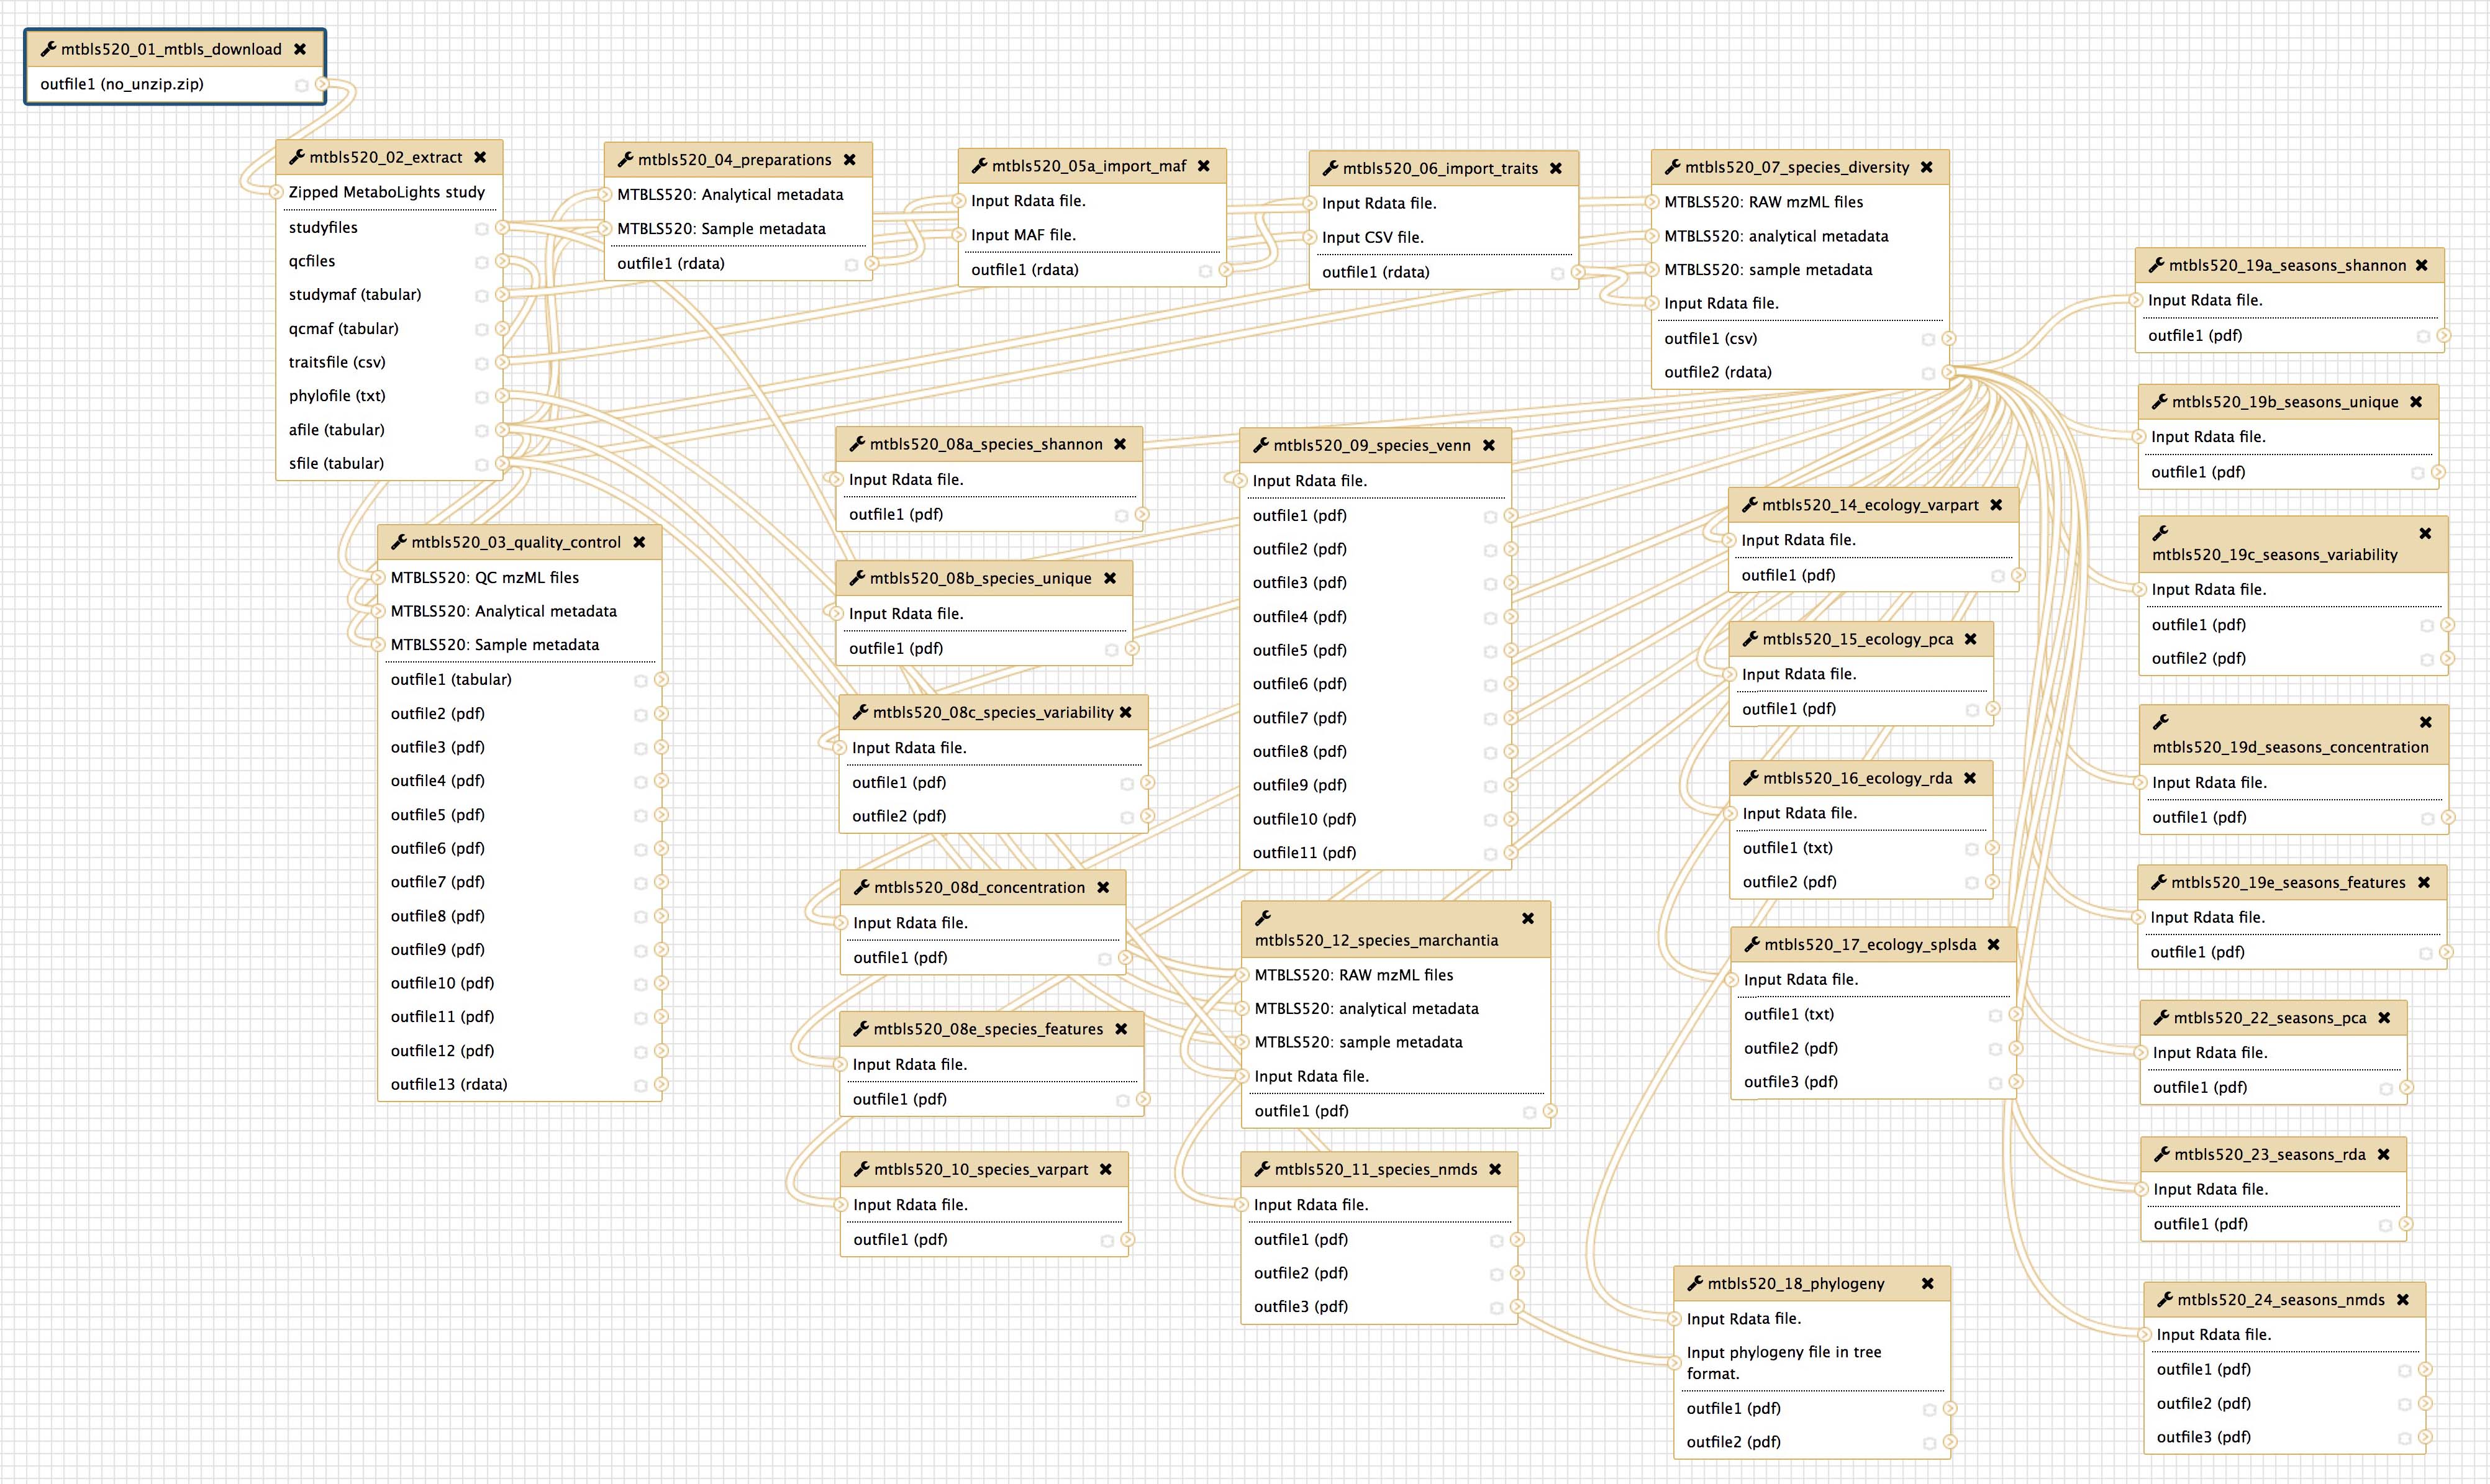 mtbls520_01_mtbls_download
outfile1 (no_unzip.zip)
mtbls520_02_extract
Zipped MetaboLights study
studyfiles
qcfiles
studymaf (tabular)
qcmaf (tabular)
traitsfile (csv)
phylofile (txt)
afile (tabular)
sfile (tabular)
mtbls520_03_quality_control
MTBLS520: QC mzML files
MTBLS520: Analytical metadata
MTBLS520: Sample metadata
outfile1 (tabular)
outfile2 (pdf)
outfile3 (pdf)
outfile4 (pdf)
outfile5 (pdf)
outfile6 (pdf)
outfile7 (pdf)
outfile8 (pdf)
outfile9 (pdf)
outfile10 (pdf)
outfile11 (pdf)
outfile12 (pdf)
outfile13 (rdata)
mtbls520_04_preparations
MTBLS520: Analytical metadata
MTBLS520: Sample metadata
outfile1 (rdata)
mtbls520_05a_import_maf
Input Rdata file.
Input MAF file.
outfile1 (rdata)
mtbls520_06_import_traits
Input Rdata file.
Input CSV file.
outfile1 (rdata)
mtbls520_07_species_diversity
MTBLS520: RAW mzML files
MTBLS520: analytical metadata
MTBLS520: sample metadata
Input Rdata file.
outfile1 (csv)
outfile2 (rdata)
mtbls520_08a_species_shannon
Input Rdata file.
outfile1 (pdf)
mtbls520_08b_species_unique
Input Rdata file.
outfile1 (pdf)
mtbls520_08c_species_variability
Input Rdata file.
outfile1 (pdf)
outfile2 (pdf)
mtbls520_08d_concentration
Input Rdata file.
outfile1 (pdf)
mtbls520_08e_species_features
Input Rdata file.
outfile1 (pdf)
mtbls520_10_species_varpart
Input Rdata file.
outfile1 (pdf)
mtbls520_09_species_venn
Input Rdata file.
outfile1 (pdf)
outfile2 (pdf)
outfile3 (pdf)
outfile4 (pdf)
outfile5 (pdf)
outfile6 (pdf)
outfile7 (pdf)
outfile8 (pdf)
outfile9 (pdf)
outfile10 (pdf)
outfile11 (pdf)
mtbls520_12_species_marchantia
MTBLS520: RAW mzML files
MTBLS520: analytical metadata
MTBLS520: sample metadata
Input Rdata file.
outfile1 (pdf)
mtbls520_11_species_nmds
Input Rdata file.
outfile1 (pdf)
outfile2 (pdf)
outfile3 (pdf)
mtbls520_14_ecology_varpart
Input Rdata file.
outfile1 (pdf)
mtbls520_15_ecology_pca
Input Rdata file.
outfile1 (pdf)
mtbls520_16_ecology_rda
Input Rdata file.
outfile1 (txt)
outfile2 (pdf)
mtbls520_17_ecology_splsda
Input Rdata file.
outfile1 (txt)
outfile2 (pdf)
outfile3 (pdf)
mtbls520_18_phylogeny
Input Rdata file.
Input phylogeny file in tree
format.
outfile1 (pdf)
outfile2 (pdf)
mtbls520_19a_seasons_shannon
Input Rdata file.
outfile1 (pdf)
mtbls520_19b_seasons_unique
Input Rdata file.
outfile1 (pdf)
mtbls520_19c_seasons_variability
Input Rdata file.
outfile1 (pdf)
outfile2 (pdf)
mtbls520_19d_seasons_concentration
Input Rdata file.
outfile1 (pdf)
mtbls520_19e_seasons_features
Input Rdata file.
outfile1 (pdf)
mtbls520_22_seasons_pca
Input Rdata file.
outfile1 (pdf)
mtbls520_23_seasons_rda
Input Rdata file.
outfile1 (pdf)
mtbls520_24_seasons_nmds
Input Rdata file.
outfile1 (pdf)
outfile2 (pdf)
outfile3 (pdf)